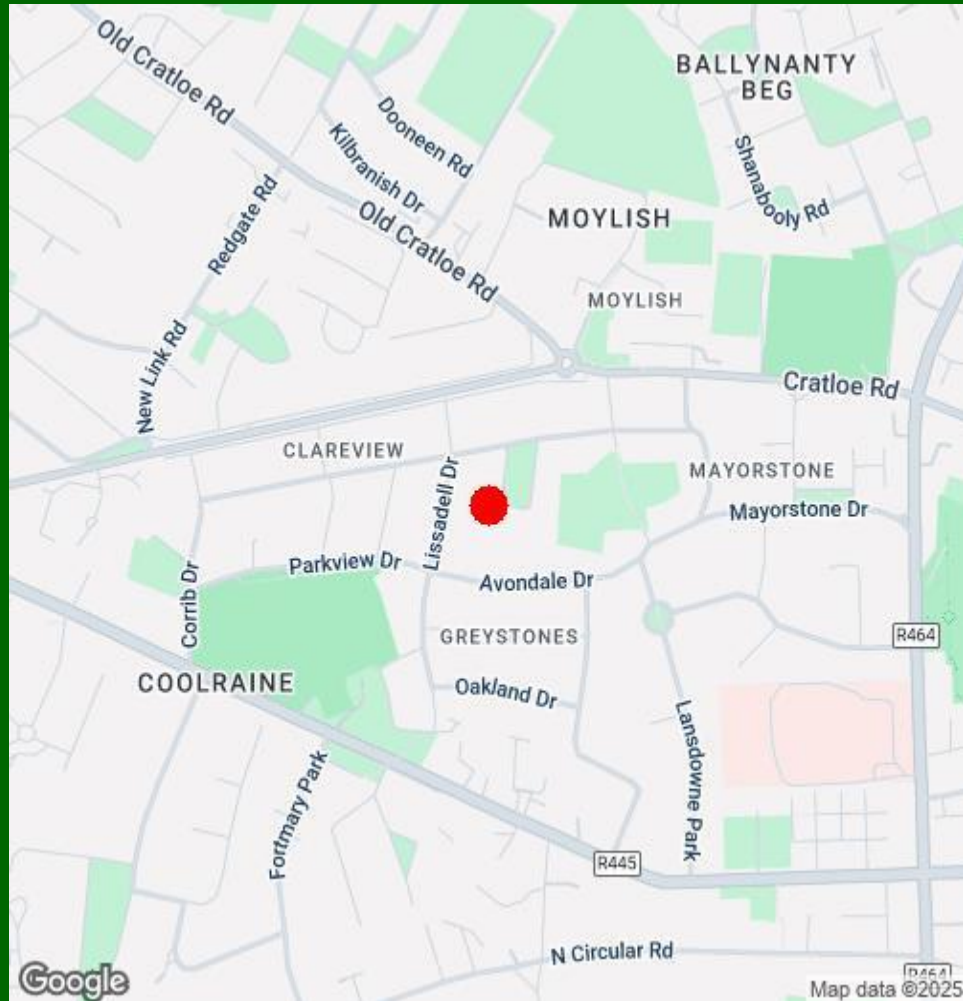 Old Cratloe Rd
BALLYNANTY
BEG
Dooneen Rd
Kilbranish Dr
Shanabooly Rd
Redgate Rd
Old Cratloe Rd
MOYLISH
MOYLISH
New Link Rd
Cratloe Rd
CLAREVIEW
MAYORSTONE
Lissadell Dr
Mayorstone Dr
Parkview Dr
Avondale Dr
Corrib Dr
GREYSTONES
R464
COOLRAINE
Oakland Dr
Lansdowne Park
Fortmary Park
R445
N Circular Rd
R464
Google
Map data ©2025